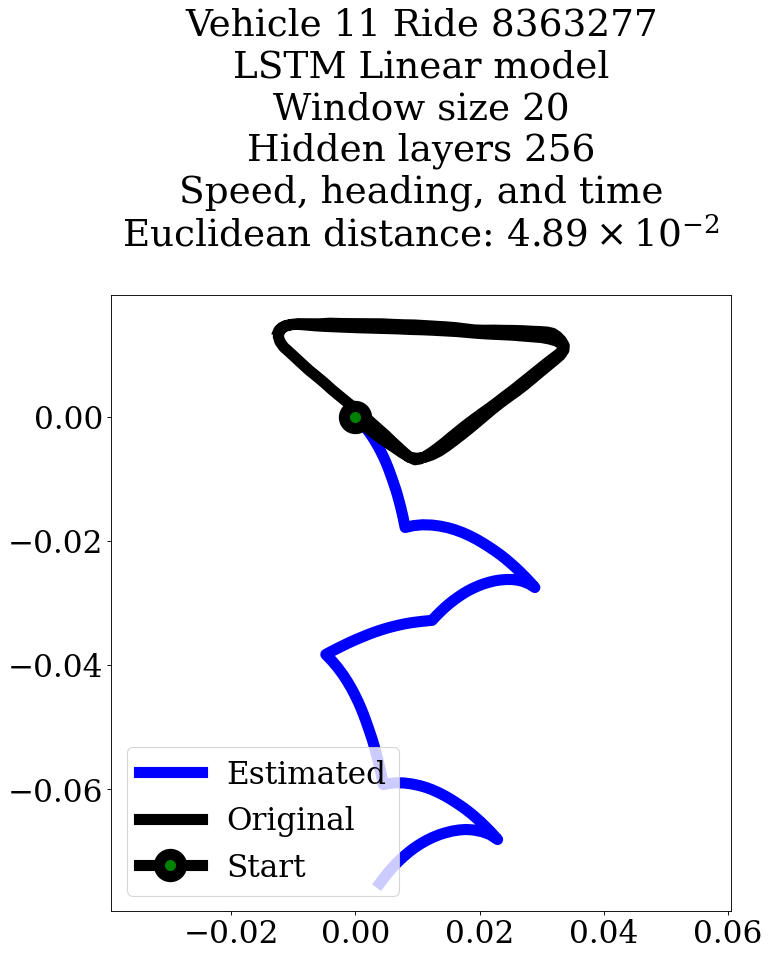 Vehicle 11 Ride 8363277
LSTM Linear model
Window size 20
Hidden layers 256
Speed, heading, and time
Euclidean distance: 4.89 × 10⁻²
0.00
−0.02
−0.04
−0.06
Estimated
Original
Start
−0.02 0.00 0.02 0.04 0.06